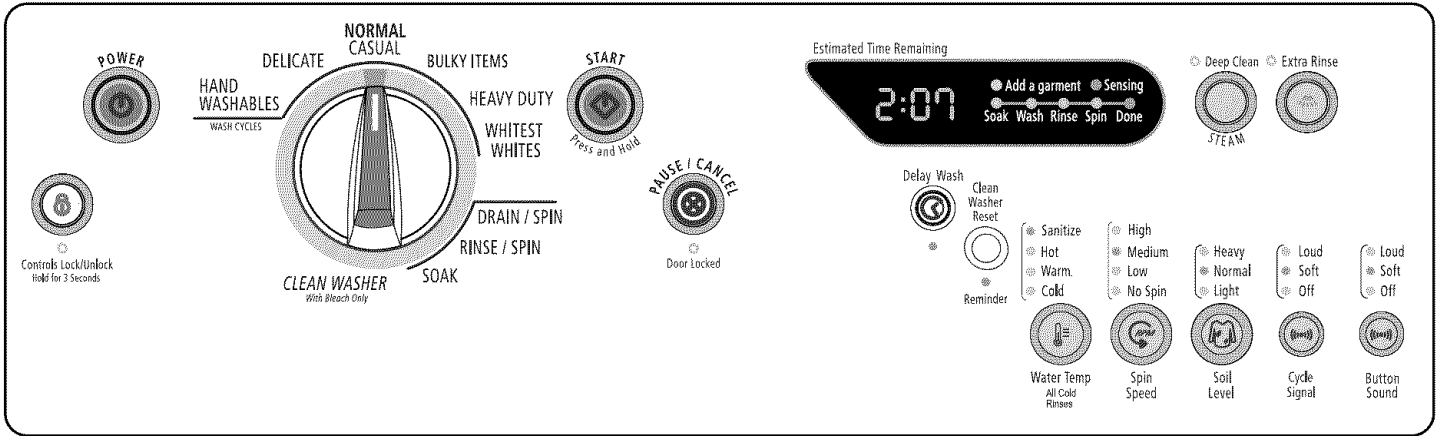 POWER
Controls Lock/Unlock
Hold for 3 Seconds
HAND
WASHABLES
WASH CYCLES
DELICATE
NORMAL
CASUAL
BULKY ITEMS
HEAVY DUTY
WHITEST
WHITES
DRAIN / SPIN
RINSE / SPIN
SOAK
CLEAN WASHER
With Bleach Only
START
Press and Hold
PAUSE / CANCEL
Door Locked
Estimated Time Remaining
2:07
Add a garment Sensing
Soak Wash Rinse Spin Done
Deep Clean
STEAM
Extra Rinse
Delay Wash
Clean
Washer
Reset
Reminder
Sanitize
Hot
Warm.
Cold
Water Temp
All Cold
Rinses
High
Medium
Low
No Spin
RPM
Spin
Speed
Heavy
Normal
Light
Soil
Level
Loud
Soft
Off
Cycle
Signal
Loud
Soft
Off
Button
Sound